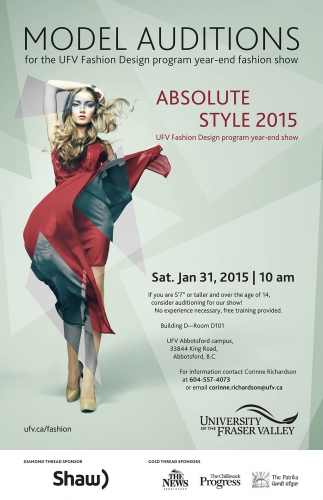 MODEL AUDITIONS
for the UFV Fashion Design program year-end fashion show
ABSOLUTE
STYLE 2015
UFV Fashion Design program year-end show
Sat. Jan 31, 2015 | 10 am
If you are 5'7" or taller and over the age of 14,
consider auditioning for our show!
No experience necessary, free training provided.
Building D—Room D101
UFV Abbotsford campus,
33844 King Road,
Abbotsford, B.C.
For information contact Corinne Richardson
at 604-557-4073
or email corinne.richardson@ufv.ca
ufv.ca/fashion
UNIVERSITY
OF THE FRASER VALLEY
DIAMOND THREAD SPONSOR
Shaw)
GOLD THREAD SPONSORS
THE NEWS
The Chilliwack
Progress
The Patrika